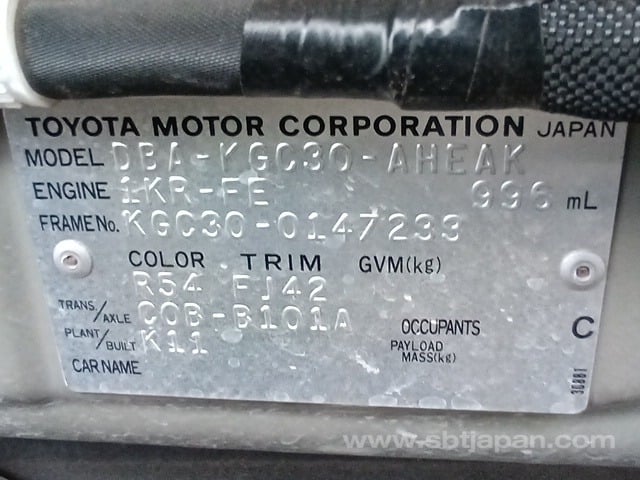 TOYOTA MOTOR CORPORATION JAPAN
MODEL DBA-KGC30-AHEAK
ENGINE 1KR-FE 996 mL
FRAME No. KGC30-0147233
COLOR TRIM GVM(kg)
R54 FJ42
TRANS./AXLE C0B-B101A
OCCUPANTS C
PLANT/BUILT K11
PAYLOAD MASS(kg)
CAR NAME
30881
www.sbtjapan.com